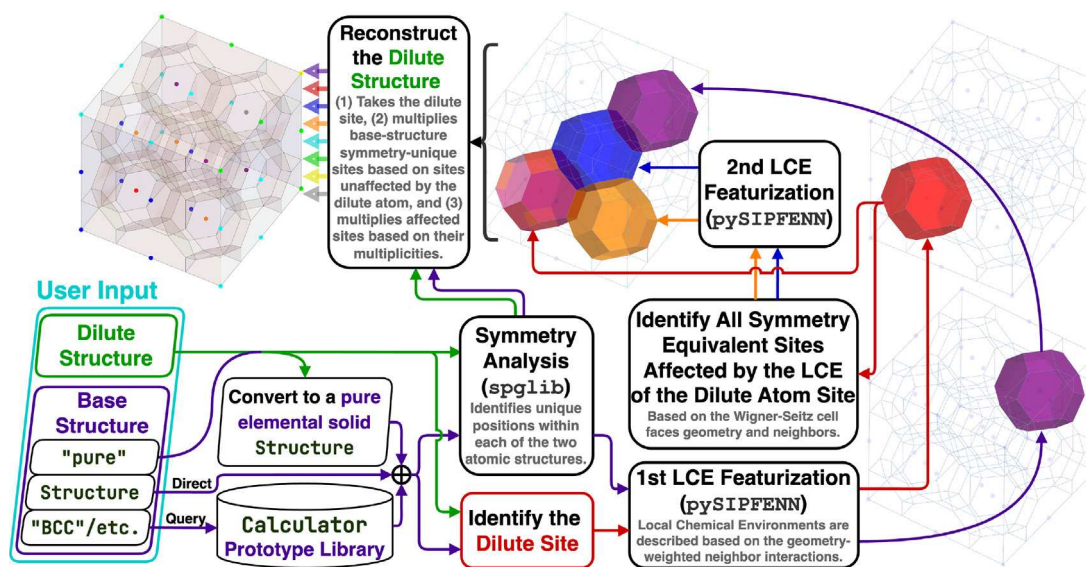 Reconstruct
the Dilute
Structure
(1) Takes the dilute
site, (2) multiplies
base-structure
symmetry-unique
sites based on sites
unaffected by the
dilute atom, and (3)
multiplies affected
sites based on their
multiplicities.
2nd LCE
Featurization
(pySIPFENN)
User Input
Dilute
Structure
Base
Structure
"pure"
Structure
"BCC"/etc.
Direct
Query
Convert to a pure
elemental solid
Structure
Calculator
Prototype Library
Symmetry
Analysis
(spglib)
Identifies unique
positions within
each of the two
atomic structures.
Identify the
Dilute Site
Identify All Symmetry
Equivalent Sites
Affected by the LCE
of the Dilute Atom Site
Based on the Wigner-Seitz cell
faces geometry and neighbors.
1st LCE Featurization
(pySIPFENN)
Local Chemical Environments are
described based on the geometry-
weighted neighbor interactions.